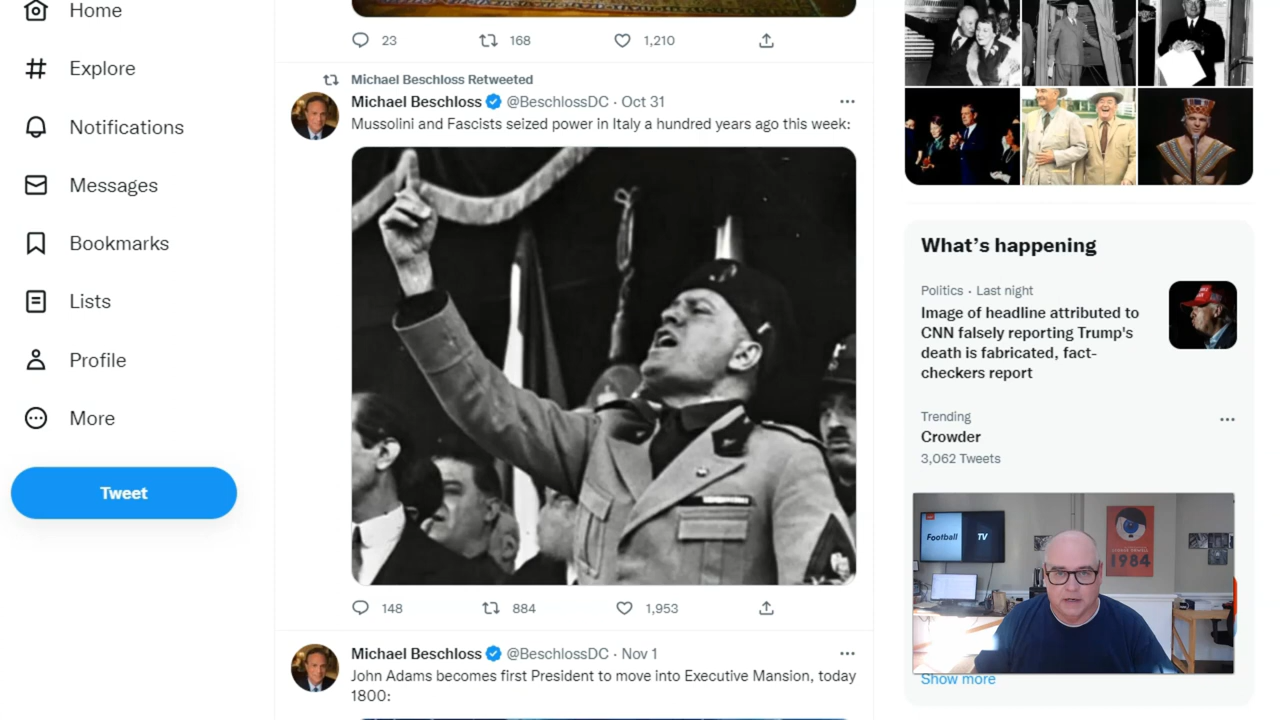 Home
Explore
Notifications
Messages
Bookmarks
Lists
Profile
More
Tweet
23 168 1,210
Michael Beschloss Retweeted
Michael Beschloss @BeschlossDC · Oct 31
Mussolini and Fascists seized power in Italy a hundred years ago this week:
148 884 1,953
Michael Beschloss @BeschlossDC · Nov 1
John Adams becomes first President to move into Executive Mansion, today
1800:
What's happening
Politics · Last night
Image of headline attributed to
CNN falsely reporting Trump's
death is fabricated, fact-
checkers report
Trending
Crowder
3,062 Tweets
Football TV
1984
Show more